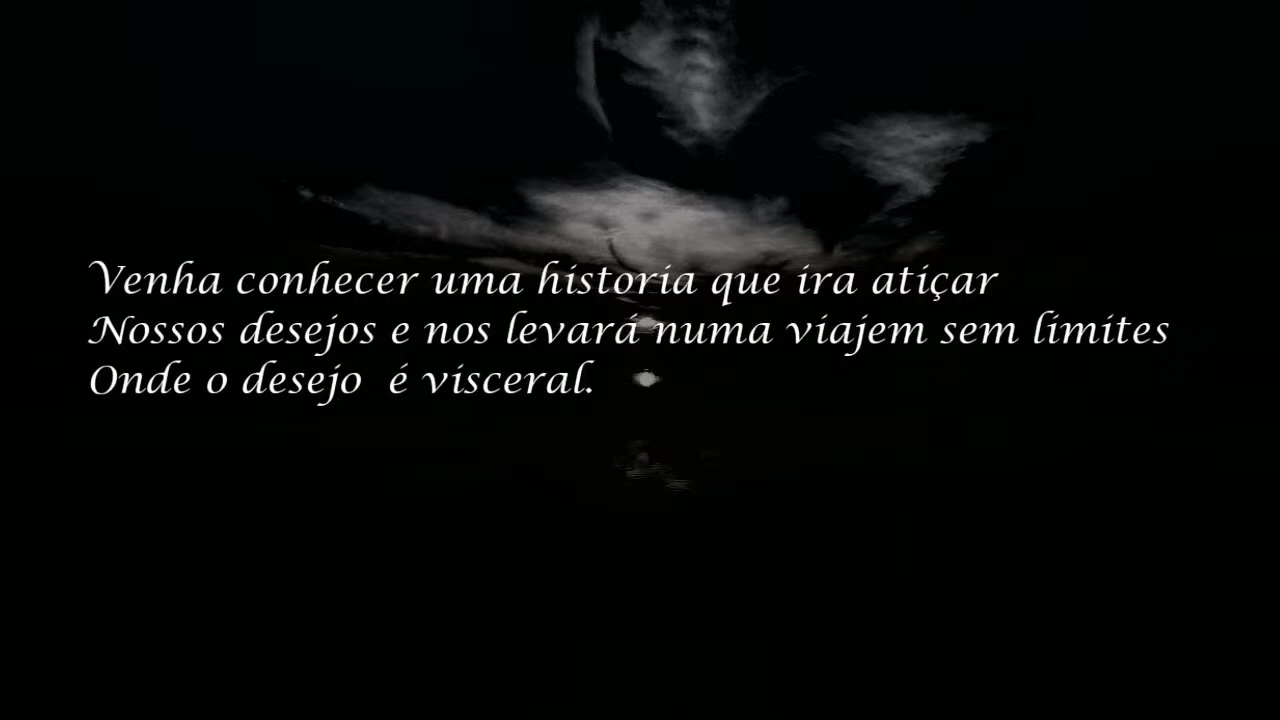 Venha conhecer uma historia que ira atiçar
Nossos desejos e nos levará numa viajem sem limites
Onde o desejo é visceral.